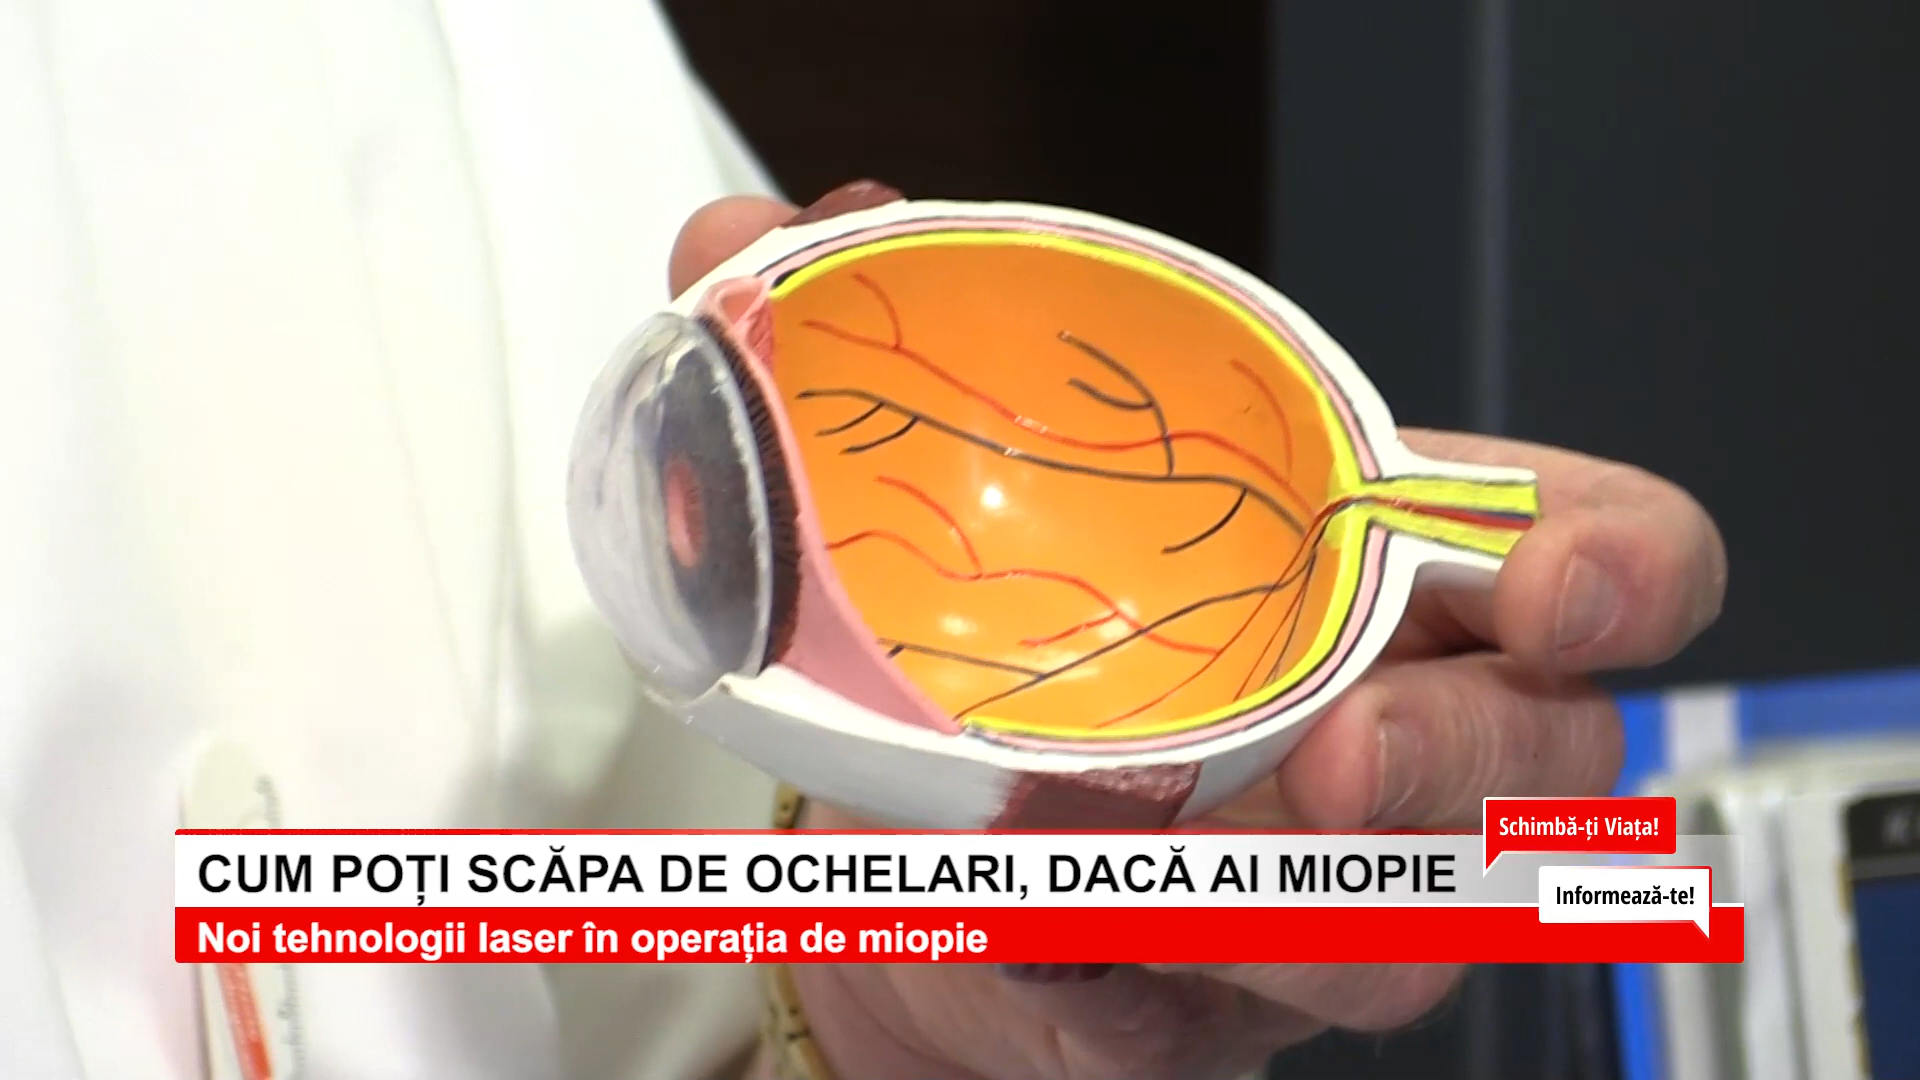 CUM POȚI SCĂPA DE OCHELARI, DACĂ AI MIOPIE
Noi tehnologii laser în operația de miopie
Schimbă-ți Viața!
Informează-te!